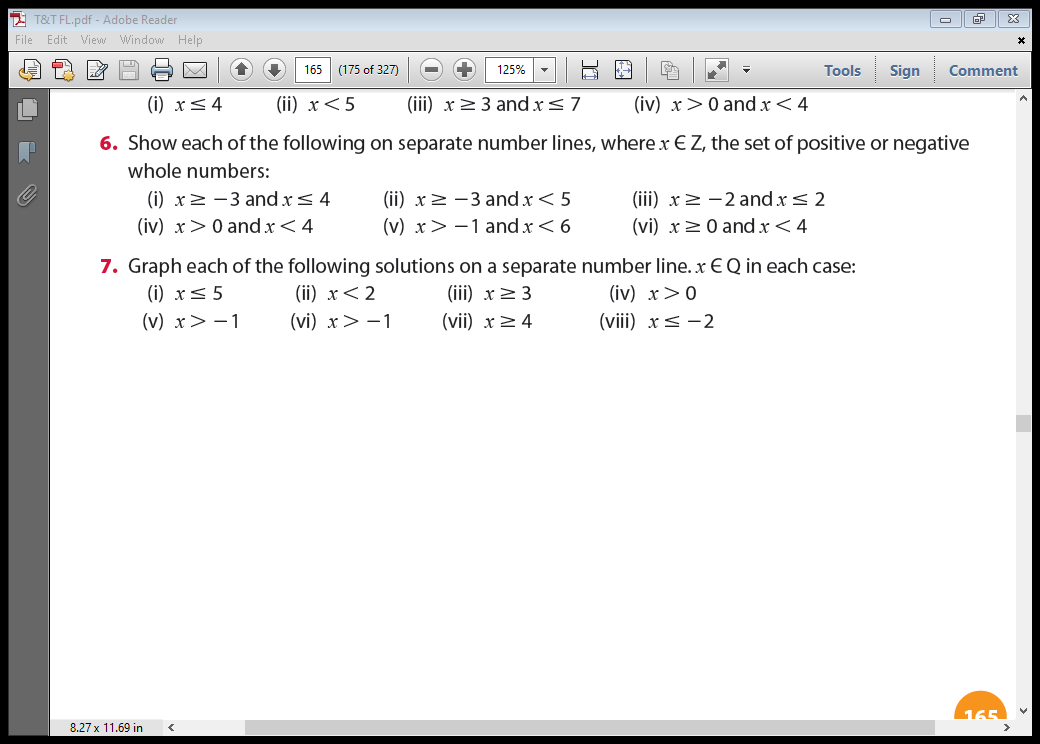 T&T FL.pdf - Adobe Reader
File Edit View Window Help
165 (175 of 327) 125% Tools Sign Comment
(i) x ≤ 4 (ii) x < 5 (iii) x ≥ 3 and x ≤ 7 (iv) x > 0 and x < 4
6. Show each of the following on separate number lines, where x ∈ Z, the set of positive or negative
whole numbers:
(i) x ≥ −3 and x ≤ 4 (ii) x ≥ −3 and x < 5 (iii) x ≥ −2 and x ≤ 2
(iv) x > 0 and x < 4 (v) x > −1 and x < 6 (vi) x ≥ 0 and x < 4
7. Graph each of the following solutions on a separate number line. x ∈ Q in each case:
(i) x ≤ 5 (ii) x < 2 (iii) x ≥ 3 (iv) x > 0
(v) x > −1 (vi) x > −1 (vii) x ≥ 4 (viii) x ≤ −2
165
8.27 x 11.69 in